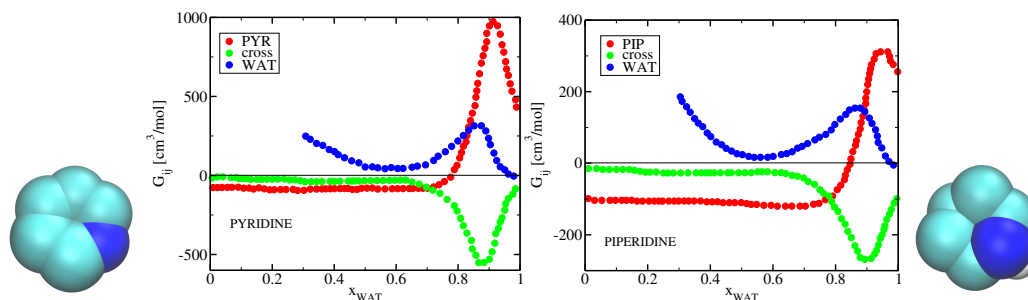 1000
500
0
-500
G_ij [cm^3/mol]
PYR
cross
WAT
PYRIDINE
0 0.2 0.4 0.6 0.8 1
x_WAT
400
200
0
-200
G_ij [cm^3/mol]
PIP
cross
WAT
PIPERIDINE
0 0.2 0.4 0.6 0.8 1
x_WAT